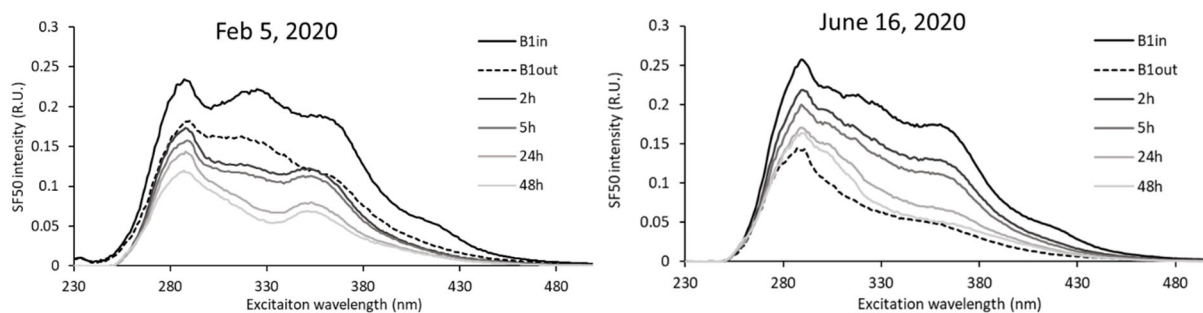 Feb 5, 2020
SF50 intensity (R.U.)
0.3
0.25
0.2
0.15
0.1
0.05
0
230
280
330
380
430
480
Excitaiton wavelength (nm)
B1in
B1out
2h
5h
24h
48h
June 16, 2020
SF50 intensity (R.U.)
0.3
0.25
0.2
0.15
0.1
0.05
0
230
280
330
380
430
480
Excitation wavelength (nm)
B1in
B1out
2h
5h
24h
48h